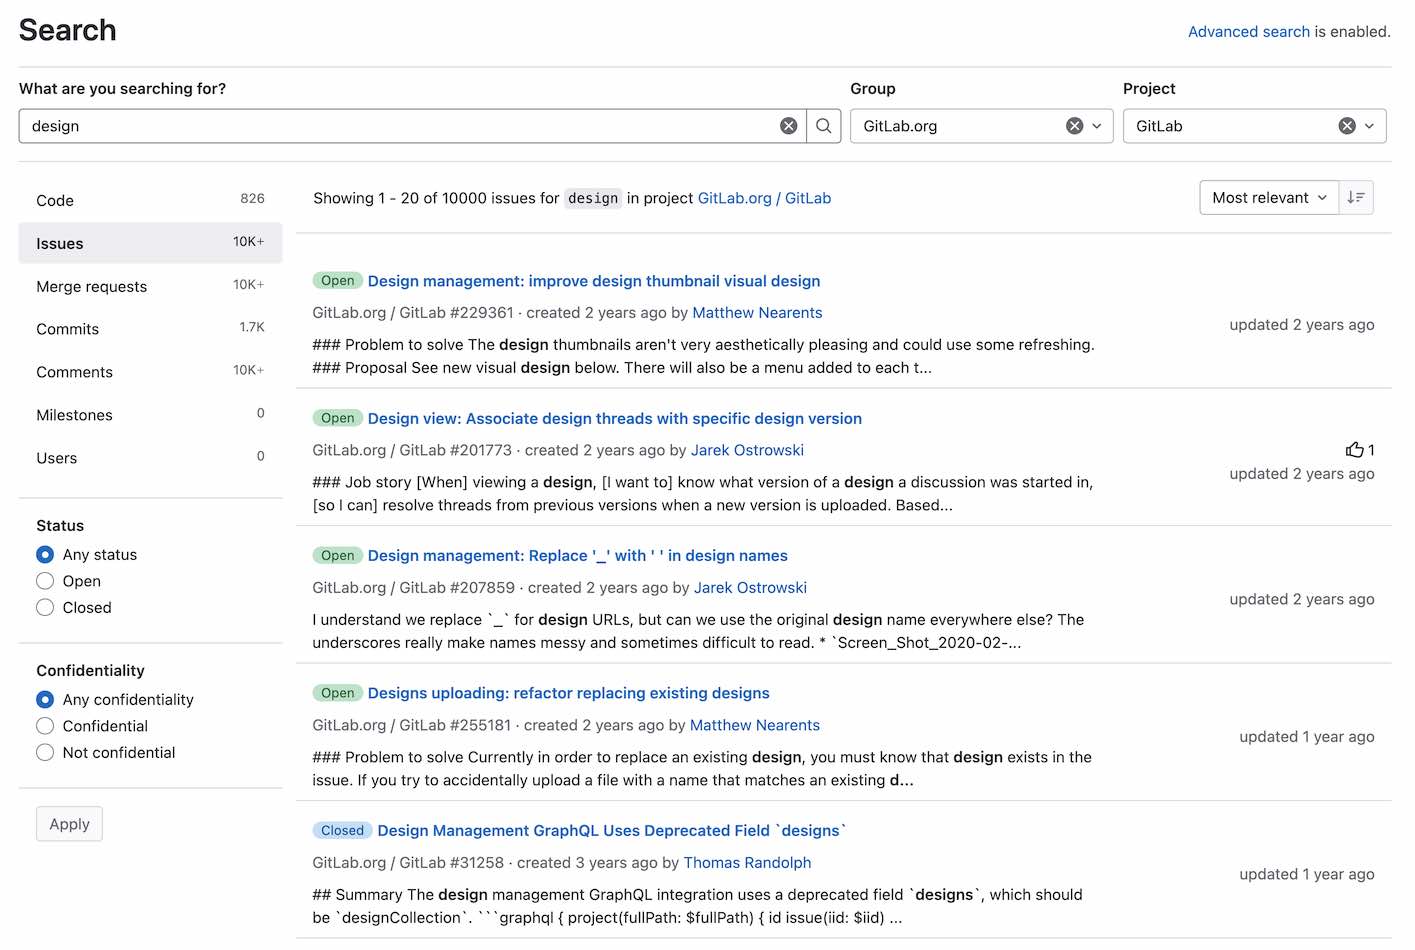 Search
Advanced search is enabled.
What are you searching for?
Group
Project
design
GitLab.org
GitLab
Code 826
Issues 10K+
Merge requests 10K+
Commits 1.7K
Comments 10K+
Milestones 0
Users 0
Status
Any status
Open
Closed
Confidentiality
Any confidentiality
Confidential
Not confidential
Apply
Showing 1 - 20 of 10000 issues for design in project GitLab.org / GitLab
Most relevant
Open Design management: improve design thumbnail visual design
GitLab.org / GitLab #229361 · created 2 years ago by Matthew Nearents
updated 2 years ago
### Problem to solve The design thumbnails aren't very aesthetically pleasing and could use some refreshing.
### Proposal See new visual design below. There will also be a menu added to each t...
Open Design view: Associate design threads with specific design version
GitLab.org / GitLab #201773 · created 2 years ago by Jarek Ostrowski
1
updated 2 years ago
### Job story [When] viewing a design, [I want to] know what version of a design a discussion was started in,
[so I can] resolve threads from previous versions when a new version is uploaded. Based...
Open Design management: Replace '_' with ' ' in design names
GitLab.org / GitLab #207859 · created 2 years ago by Jarek Ostrowski
updated 2 years ago
I understand we replace `_` for design URLs, but can we use the original design name everywhere else? The
underscores really make names messy and sometimes difficult to read. * `Screen_Shot_2020-02-...
Open Designs uploading: refactor replacing existing designs
GitLab.org / GitLab #255181 · created 2 years ago by Matthew Nearents
updated 1 year ago
### Problem to solve Currently in order to replace an existing design, you must know that design exists in the
issue. If you try to accidentally upload a file with a name that matches an existing d...
Closed Design Management GraphQL Uses Deprecated Field `designs`
GitLab.org / GitLab #31258 · created 3 years ago by Thomas Randolph
updated 1 year ago
## Summary The design management GraphQL integration uses a deprecated field `designs`, which should
be `designCollection`. ```graphql { project(fullPath: $fullPath) { id issue(iid: $iid) ...